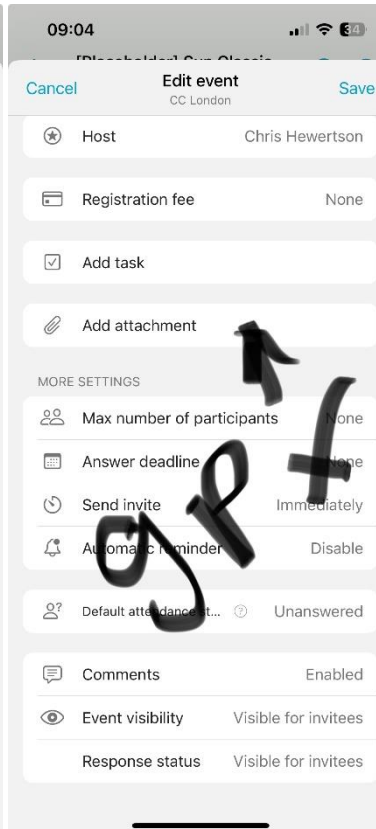 09:04
34
[Placeholder] Sun Classic
Cancel
Edit event
Save
CC London
Host
Chris Hewertson
Registration fee
None
Add task
Add attachment
MORE SETTINGS
Max number of participants
None
Answer deadline
None
Send invite
Immediately
Automatic reminder
Disable
Default attendance st...
?
Unanswered
Comments
Enabled
Event visibility
Visible for invitees
Response status
Visible for invitees
gpt